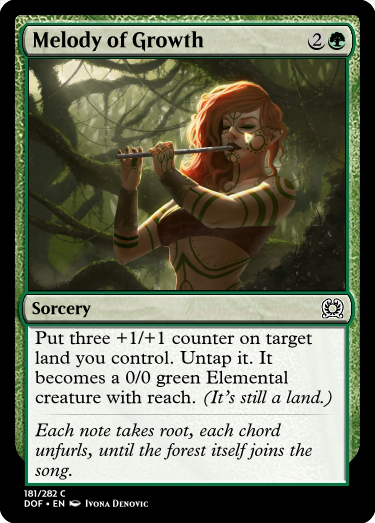 Melody of Growth 2
Sorcery
Put three +1/+1 counter on target
land you control. Untap it. It
becomes a 0/0 green Elemental
creature with reach. (It's still a land.)
Each note takes root, each chord
unfurls, until the forest itself joins the
song.
181/282 C
DOF • EN Ivona Denovic